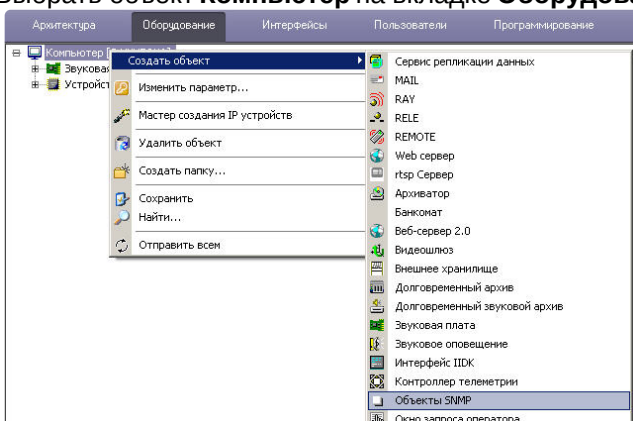 Выбрать объект Компьютер на вкладке Оборудова
Архитектура Оборудование Интерфейсы Пользователи Программирование
Компьютер
Звуковая
Устройст
Создать объект
Изменить параметр...
Мастер создания IP устройств
Удалить объект
Создать папку...
Сохранить
Найти...
Отправить всем
Сервис репликации данных
MAIL
RAY
RELE
REMOTE
Web сервер
rtsp Сервер
Архиватор
Банкомат
Веб-сервер 2.0
Видеошлюз
Внешнее хранилище
Долговременный архив
Долговременный звуковой архив
Звуковая плата
Звуковое оповещение
Интерфейс IIDK
Контроллер телеметрии
Объекты SNMP
Окно запроса оператора